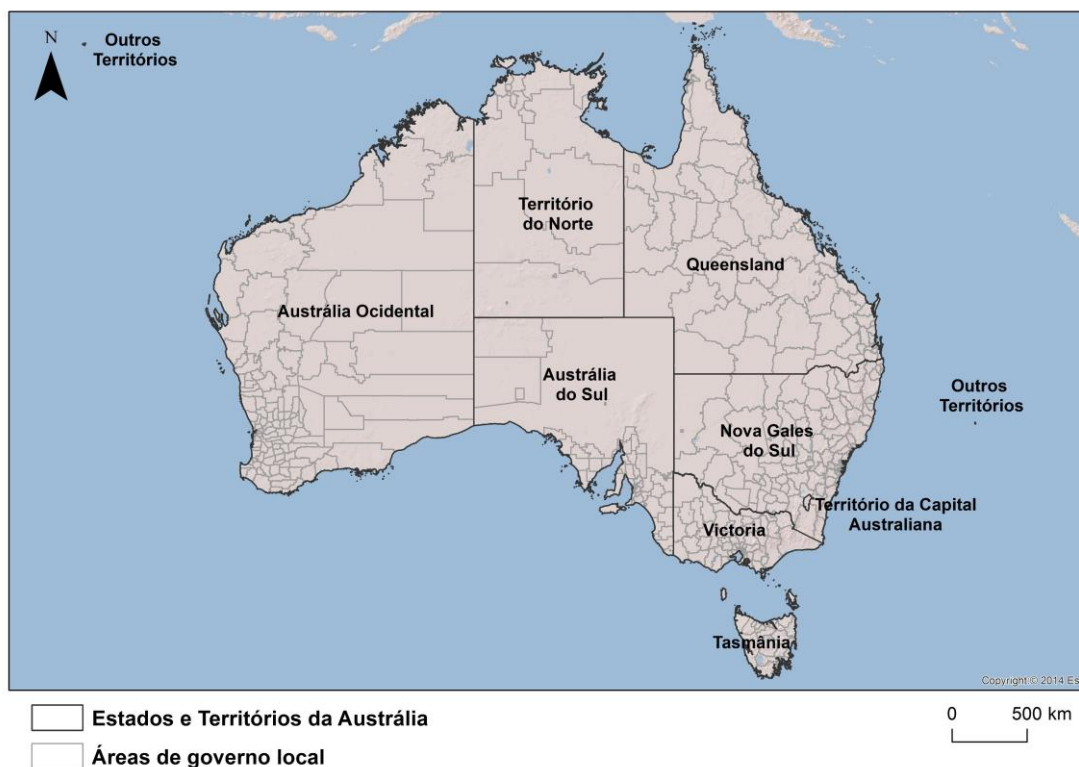 N
Outros
Territórios
Território
do Norte
Queensland
Austrália Ocidental
Austrália
do Sul
Outros
Territórios
Nova Gales
do Sul
Território da Capital
Australiana
Victoria
Tasmânia
Copyright:© 2014 Es
Estados e Territórios da Austrália
0 500 km
Áreas de governo local